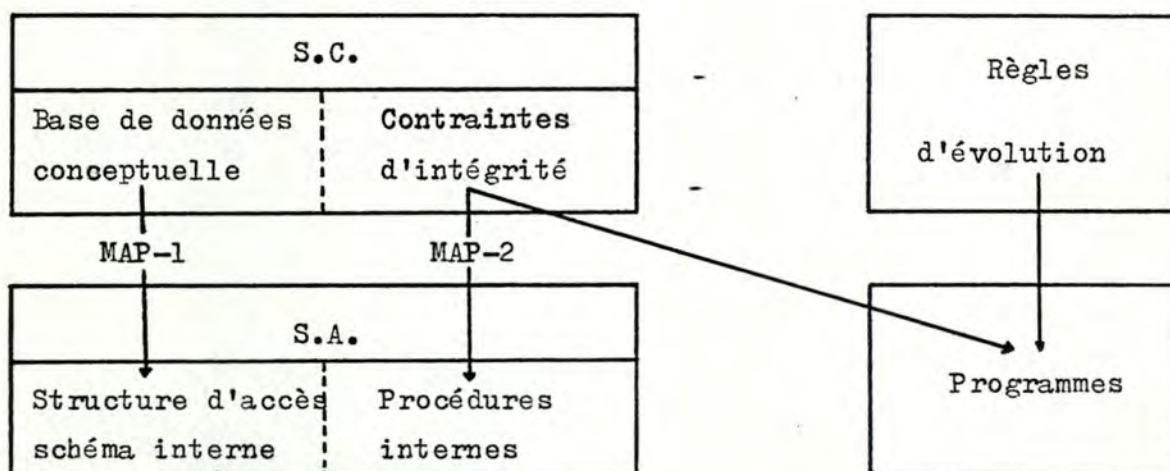 S.C.
Base de données
conceptuelle
Contraintes
d'intégrité
Règles
d'évolution
MAP-1
MAP-2
S.A.
Structure d'accès
schéma interne
Procédures
internes
Programmes